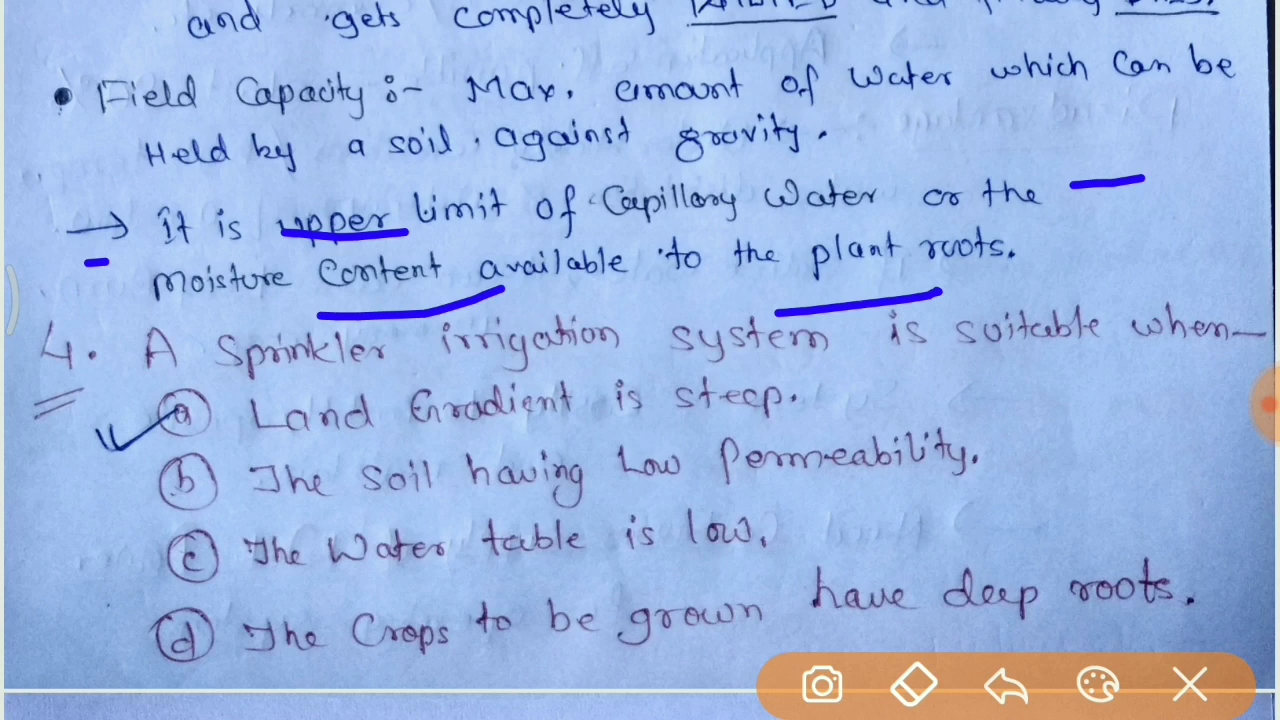 and gets completely
• Field Capacity :- Max. amount of water which can be
Held by a soil, against gravity.
→ it is upper limit of Capillary Water or the
moisture Content available to the plant roots.
4. A Sprinkler irrigation system is suitable when—
(a) Land Gradient is steep.
(b) The soil having Low permeability.
(c) The Water table is low.
(d) The Crops to be grown have deep roots.